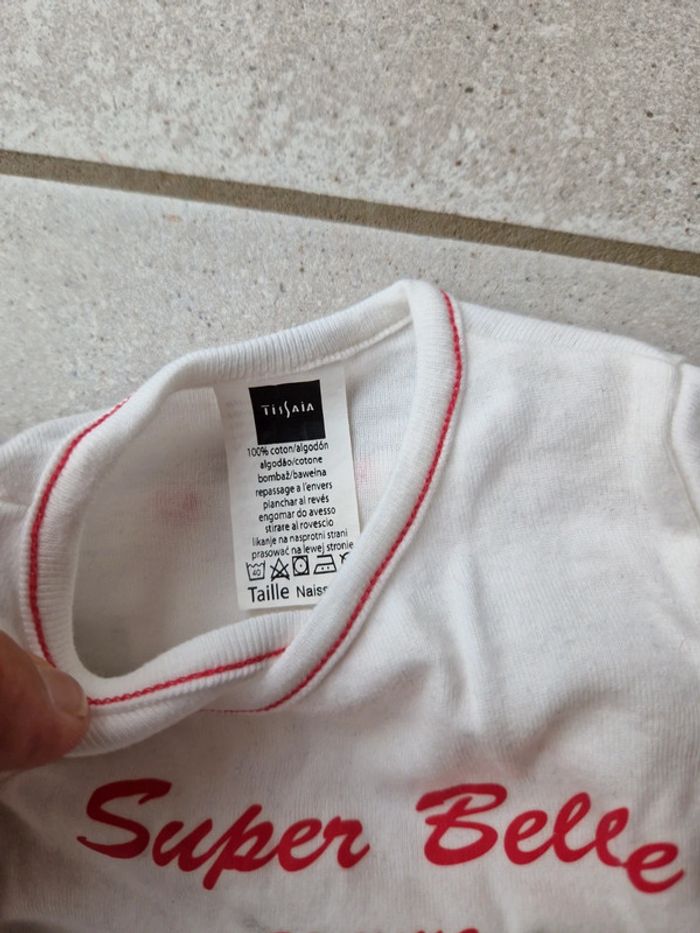 TISSAIA
100% coton/algodón
algodão/cotone
bombaž/bawełna
repassage a l'envers
planchar al revés
engomar do avesso
stirare al rovescio
likanje na nasprotni strani
prasować na lewej stronie
40
Taille
Super Belle